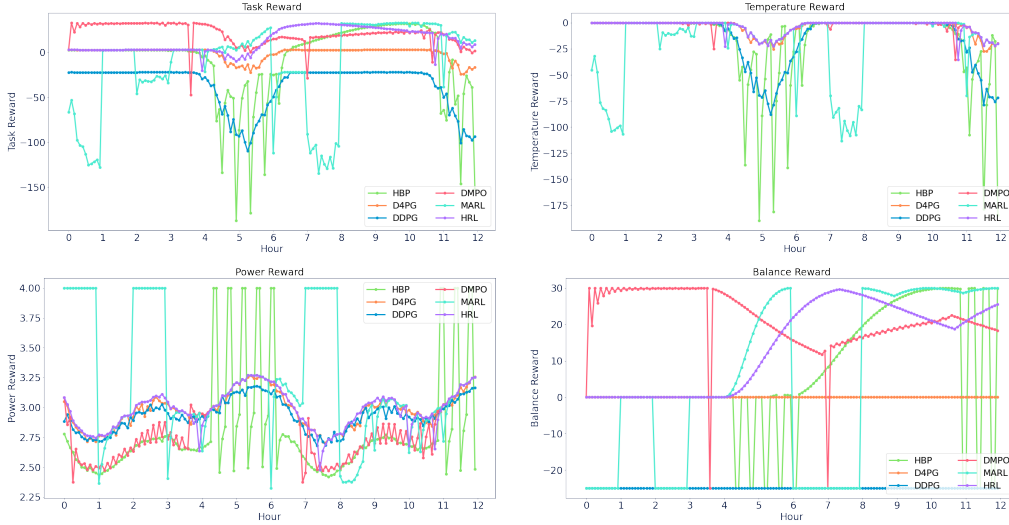 Task Reward
Task Reward
0
−50
−100
−150
HBP
D4PG
DDPG
DMPO
MARL
HRL
0 1 2 3 4 5 6 7 8 9 10 11 12
Hour
Temperature Reward
Temperature Reward
0
−25
−50
−75
−100
−125
−150
−175
HBP
D4PG
DDPG
DMPO
MARL
HRL
0 1 2 3 4 5 6 7 8 9 10 11 12
Hour
Power Reward
Power Reward
4.00
3.75
3.50
3.25
3.00
2.75
2.50
2.25
HBP
D4PG
DDPG
DMPO
MARL
HRL
0 1 2 3 4 5 6 7 8 9 10 11 12
Hour
Balance Reward
Balance Reward
30
20
10
0
−10
−20
HBP
D4PG
DDPG
DMPO
MARL
HRL
0 1 2 3 4 5 6 7 8 9 10 11 12
Hour